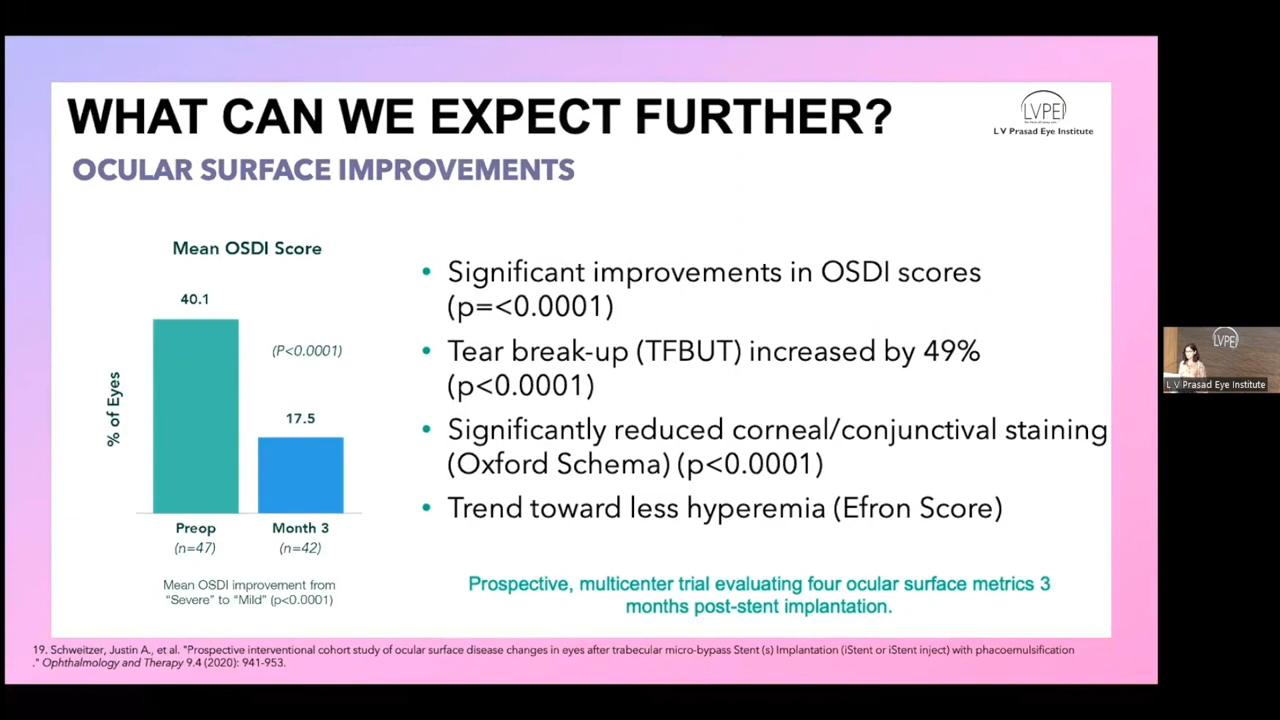 WHAT CAN WE EXPECT FURTHER?
LVPEI
L V Prasad Eye Institute
OCULAR SURFACE IMPROVEMENTS
Mean OSDI Score
40.1
(P<0.0001)
17.5
% of Eyes
Preop
Month 3
(n=47)
(n=42)
Mean OSDI improvement from
"Severe" to "Mild" (p<0.0001)
• Significant improvements in OSDI scores
(p=<0.0001)
• Tear break-up (TFBUT) increased by 49%
(p<0.0001)
• Significantly reduced corneal/conjunctival staining
(Oxford Schema) (p<0.0001)
• Trend toward less hyperemia (Efron Score)
Prospective, multicenter trial evaluating four ocular surface metrics 3
months post-stent implantation.
19. Schweitzer, Justin A., et al. "Prospective interventional cohort study of ocular surface disease changes in eyes after trabecular micro-bypass Stent (s) Implantation (iStent or iStent inject) with phacoemulsification
." Ophthalmology and Therapy 9.4 (2020): 941-953.
LVPEI
L V Prasad Eye Institute